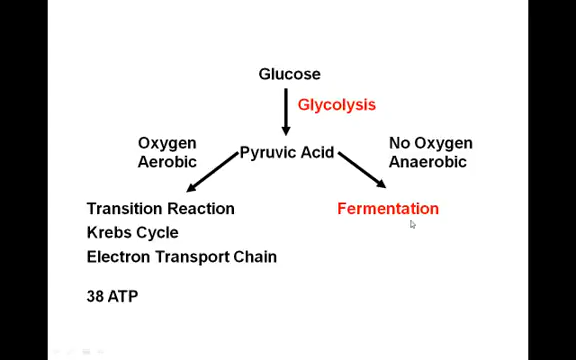 Glucose
Glycolysis
Oxygen
Aerobic
Pyruvic Acid
No Oxygen
Anaerobic
Transition Reaction
Krebs Cycle
Electron Transport Chain
38 ATP
Fermentation